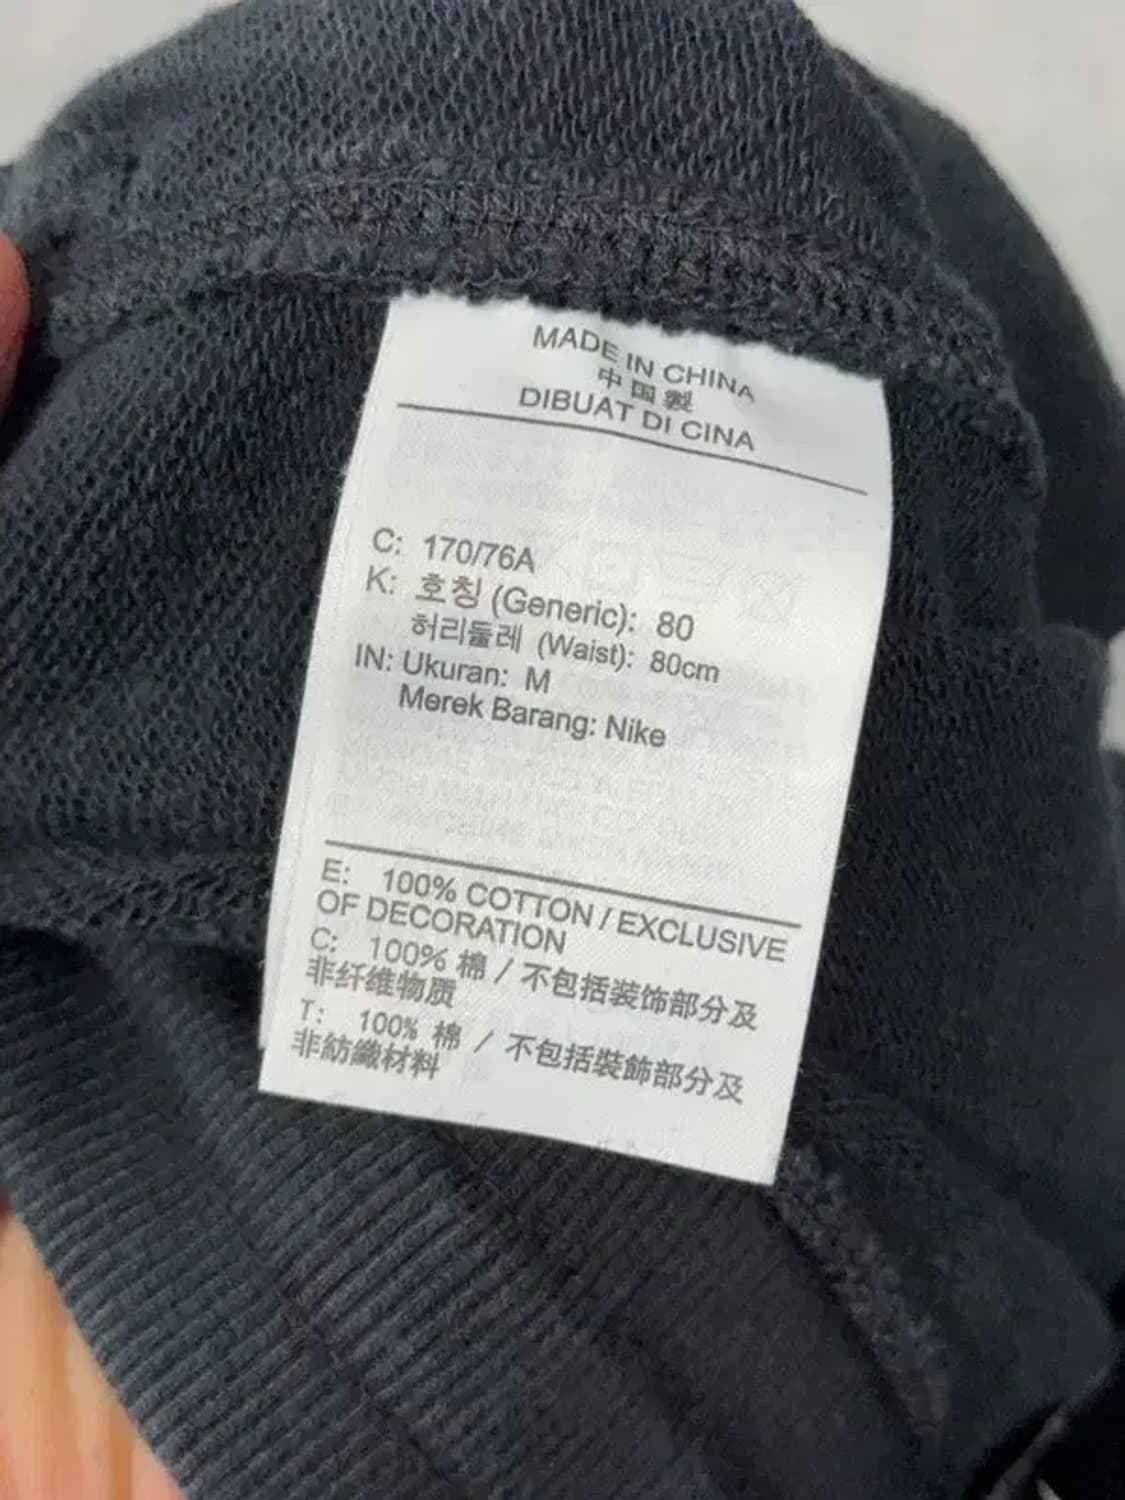 MADE IN CHINA
中国製
DIBUAT DI CINA
C: 170/76A
K: 호칭 (Generic): 80
허리둘레 (Waist): 80cm
IN: Ukuran: M
Merek Barang: Nike
E: 100% COTTON / EXCLUSIVE
OF DECORATION
C: 100% 棉 / 不包括装饰部分及
非纤维物质
T: 100% 棉 / 不包括裝飾部分及
非紡織材料